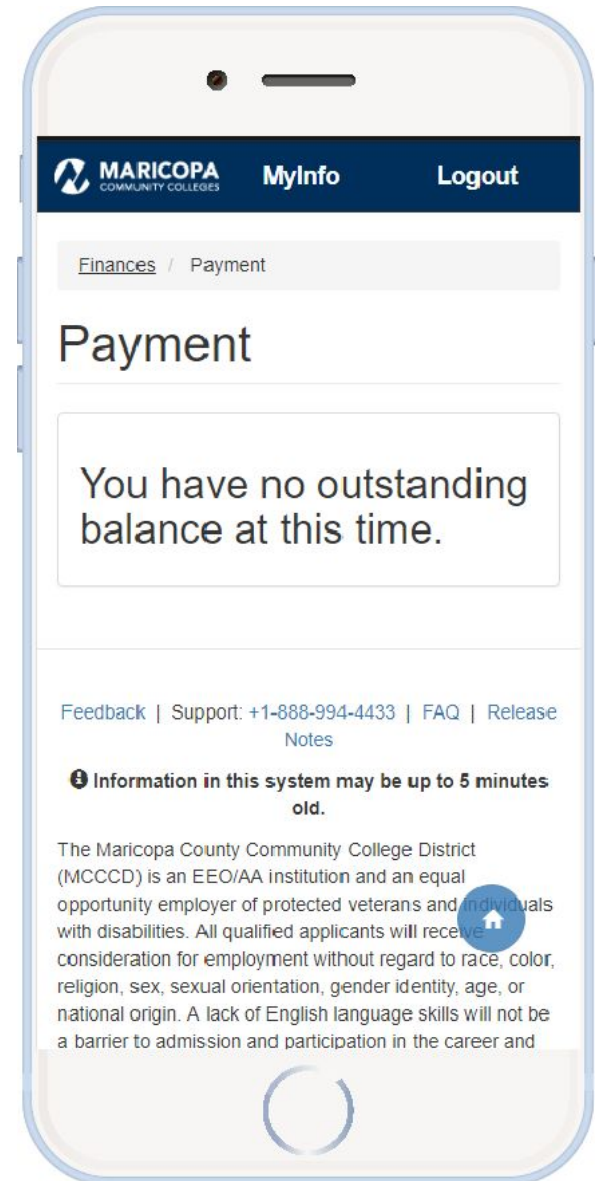 MARICOPA
COMMUNITY COLLEGES
MyInfo
Logout
Finances / Payment
Payment
You have no outstanding
balance at this time.
Feedback | Support: +1-888-994-4433 | FAQ | Release
Notes
Information in this system may be up to 5 minutes
old.
The Maricopa County Community College District
(MCCCD) is an EEO/AA institution and an equal
opportunity employer of protected veterans and individuals
with disabilities. All qualified applicants will receive
consideration for employment without regard to race, color,
religion, sex, sexual orientation, gender identity, age, or
national origin. A lack of English language skills will not be
a barrier to admission and participation in the career and